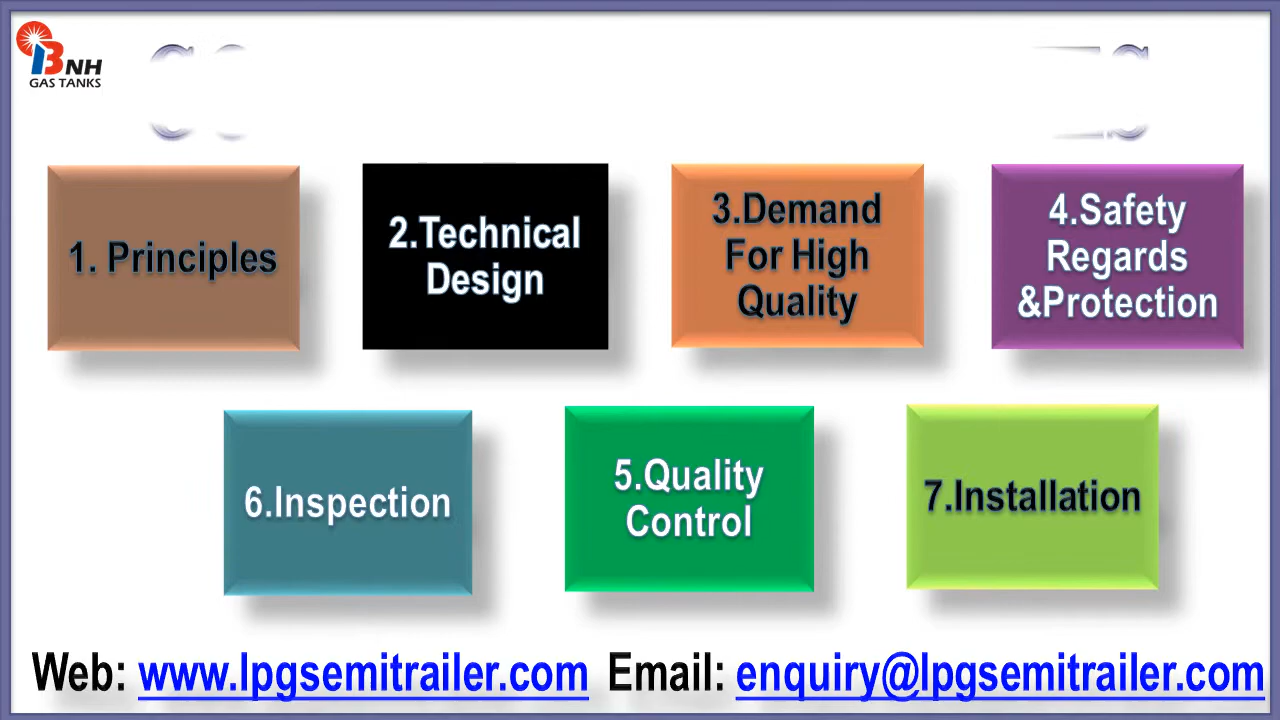 BNH
GAS TANKS
1. Principles
2.Technical
Design
3.Demand
For High
Quality
4.Safety
Regards
&Protection
6.Inspection
5.Quality
Control
7.Installation
Web: www.lpgsemitrailer.com Email: enquiry@lpgsemitrailer.com